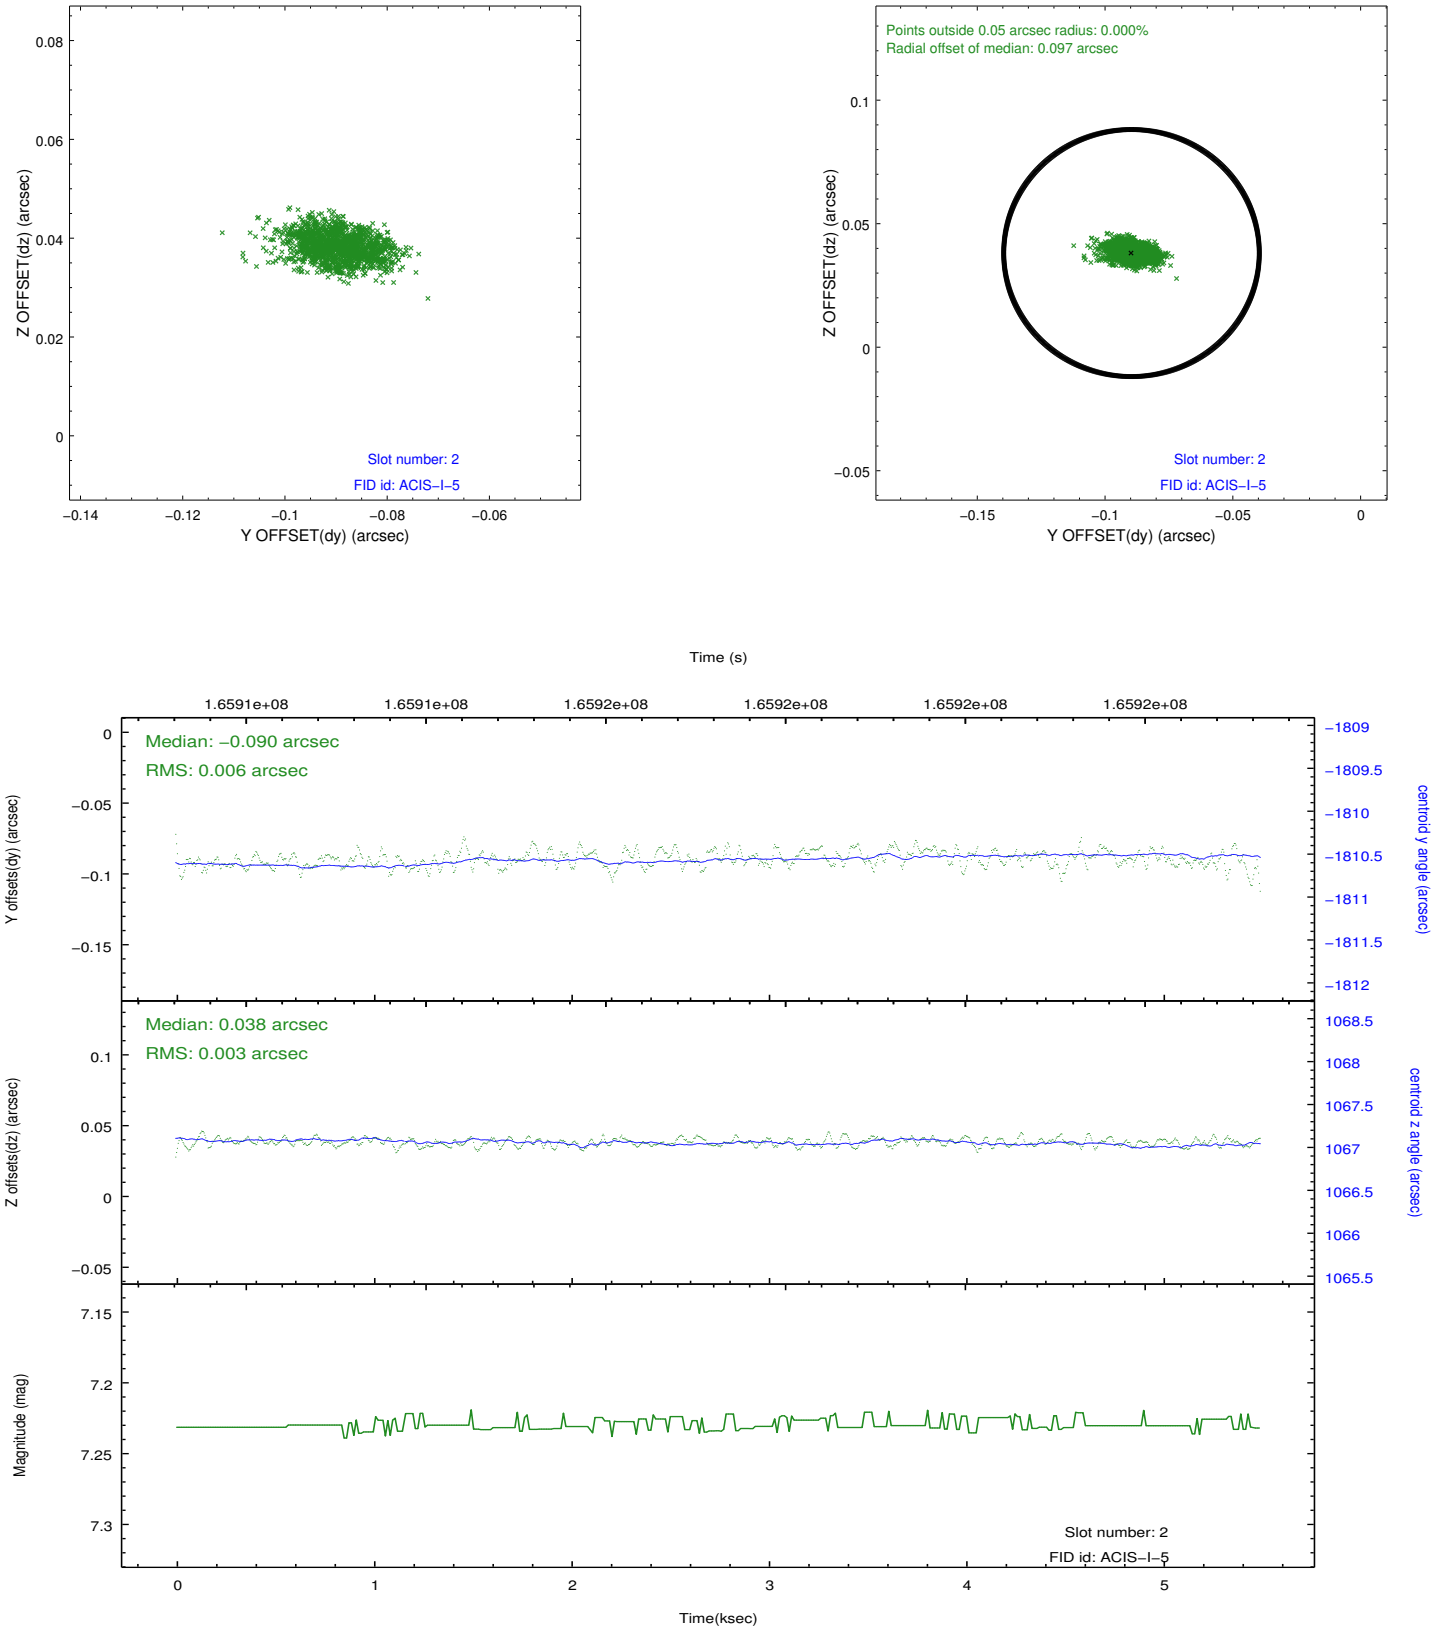 0.08
0.06
0.04
0.02
0
Z OFFSET(dz) (arcsec)
Slot number: 2
FID id: ACIS−I−5
−0.14
−0.12
−0.1
−0.08
−0.06
Y OFFSET(dy) (arcsec)
Points outside 0.05 arcsec radius: 0.000%
Radial offset of median: 0.097 arcsec
0.1
0.05
0
−0.05
Z OFFSET(dz) (arcsec)
Slot number: 2
FID id: ACIS−I−5
−0.15
−0.1
−0.05
0
Y OFFSET(dy) (arcsec)
Time (s)
1.6591e+08
1.6591e+08
1.6592e+08
1.6592e+08
1.6592e+08
1.6592e+08
Median: −0.090 arcsec
RMS: 0.006 arcsec
0
−0.05
−0.1
−0.15
Y offsets(dy) (arcsec)
−1809
−1809.5
−1810
−1810.5
−1811
−1811.5
−1812
centroid y angle (arcsec)
Median: 0.038 arcsec
RMS: 0.003 arcsec
0.1
0.05
0
−0.05
Z offsets(dz) (arcsec)
1068.5
1068
1067.5
1067
1066.5
1066
1065.5
centroid z angle (arcsec)
7.15
7.2
7.25
7.3
Magnitude (mag)
Slot number: 2
FID id: ACIS−I−5
0
1
2
3
4
5
Time(ksec)